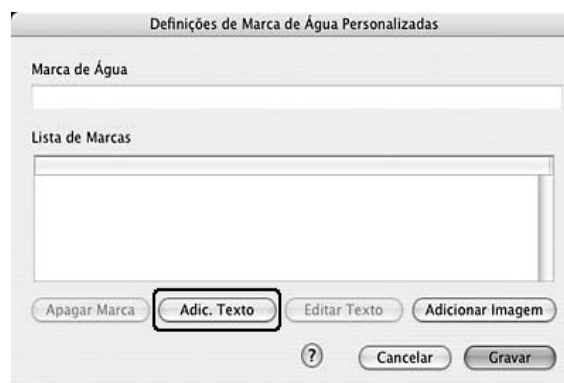 Definições de Marca de Água Personalizadas
Marca de Água
Lista de Marcas
Apagar Marca Adic. Texto Editar Texto Adicionar Imagem
? Cancelar Gravar